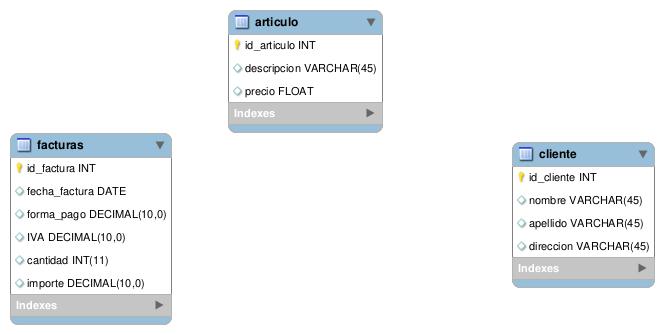 articulo
id_articulo INT
descripcion VARCHAR(45)
precio FLOAT
Indexes
facturas
id_factura INT
fecha_factura DATE
forma_pago DECIMAL(10,0)
IVA DECIMAL(10,0)
cantidad INT(11)
importe DECIMAL(10,0)
Indexes
cliente
id_cliente INT
nombre VARCHAR(45)
apellido VARCHAR(45)
direccion VARCHAR(45)
Indexes